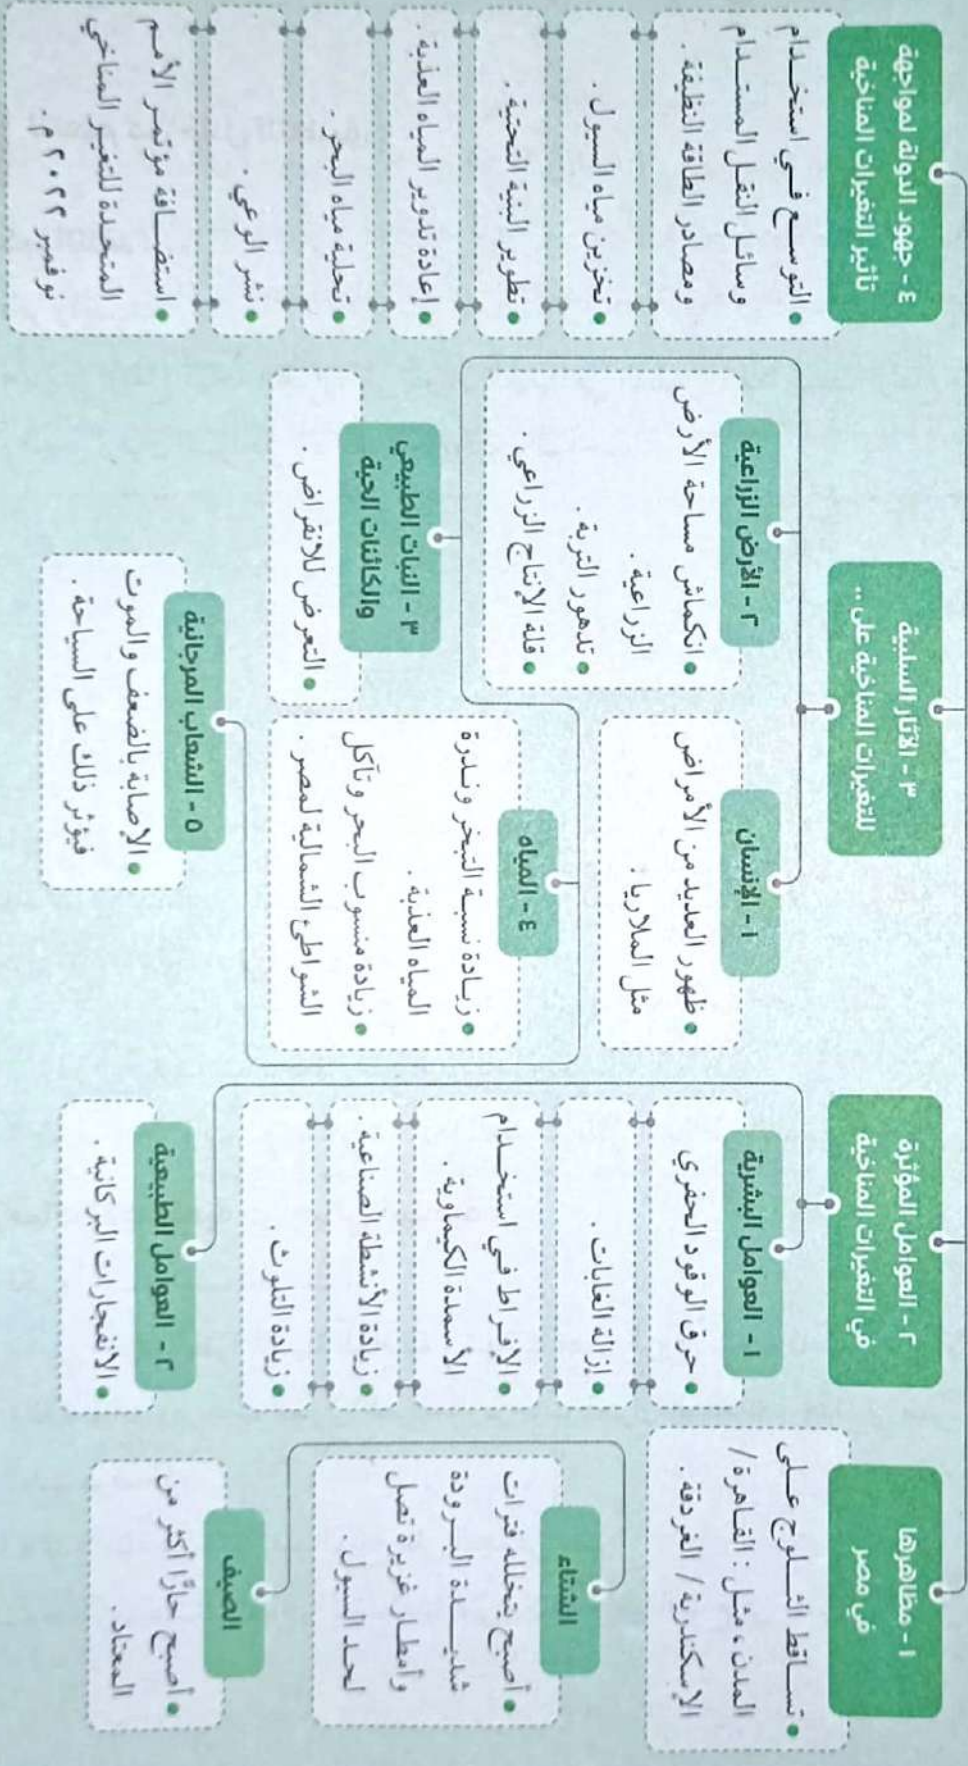 ١ - مظاهرها
في مصر
• تساقط الثلوج على
المدن، مثل: القاهرة /
الإسكندرية / الغردقة.
الشتاء
• أصبح يتخلله فترات
شديدة البرودة
وأمطار غزيرة تصل
لحد السيول.
الصيف
• أصبح حارًّا أكثر من
المعتاد.
٢ - العوامل المؤثرة
في التغيرات المناخية
١ - العوامل البشرية
• حرق الوقود الحفري
• إزالة الغابات.
• الإفراط في استخدام
الأسمدة الكيماوية.
• زيادة الأنشطة الصناعية.
• زيادة التلوث.
٢ - العوامل الطبيعية
• الانفجارات البركانية.
٣ - الآثار السلبية
للتغيرات المناخية على ..
١ - الإنسان
• ظهور العديد من الأمراض
مثل الملاريا.
٢ - الأرض الزراعية
• انكماش مساحة الأرض
الزراعية.
• تدهور التربة.
• قلة الإنتاج الزراعي.
٣ - النبات الطبيعي
والكائنات الحية
• التعرض للانقراض.
٤ - المياه
• زيادة نسبة التبخر وندرة
المياه العذبة.
• زيادة منسوب البحر وتآكل
الشواطئ الشمالية لمصر.
٥ - الشعاب المرجانية
• الإصابة بالضعف والموت
فيؤثر ذلك على السياحة.
٤ - جهود الدولة لمواجهة
تأثير التغيرات المناخية
• التوسع في استخدام
وسائل النقل المستدام
ومصادر الطاقة النظيفة.
• تخزين مياه السيول.
• تطوير البنية التحتية.
• إعادة تدوير المياه العذبة.
• تحلية مياه البحر.
• نشر الوعي.
• استضافة مؤتمر الأمم
المتحدة للتغير المناخي
نوفمبر ٢٠٢٢م.